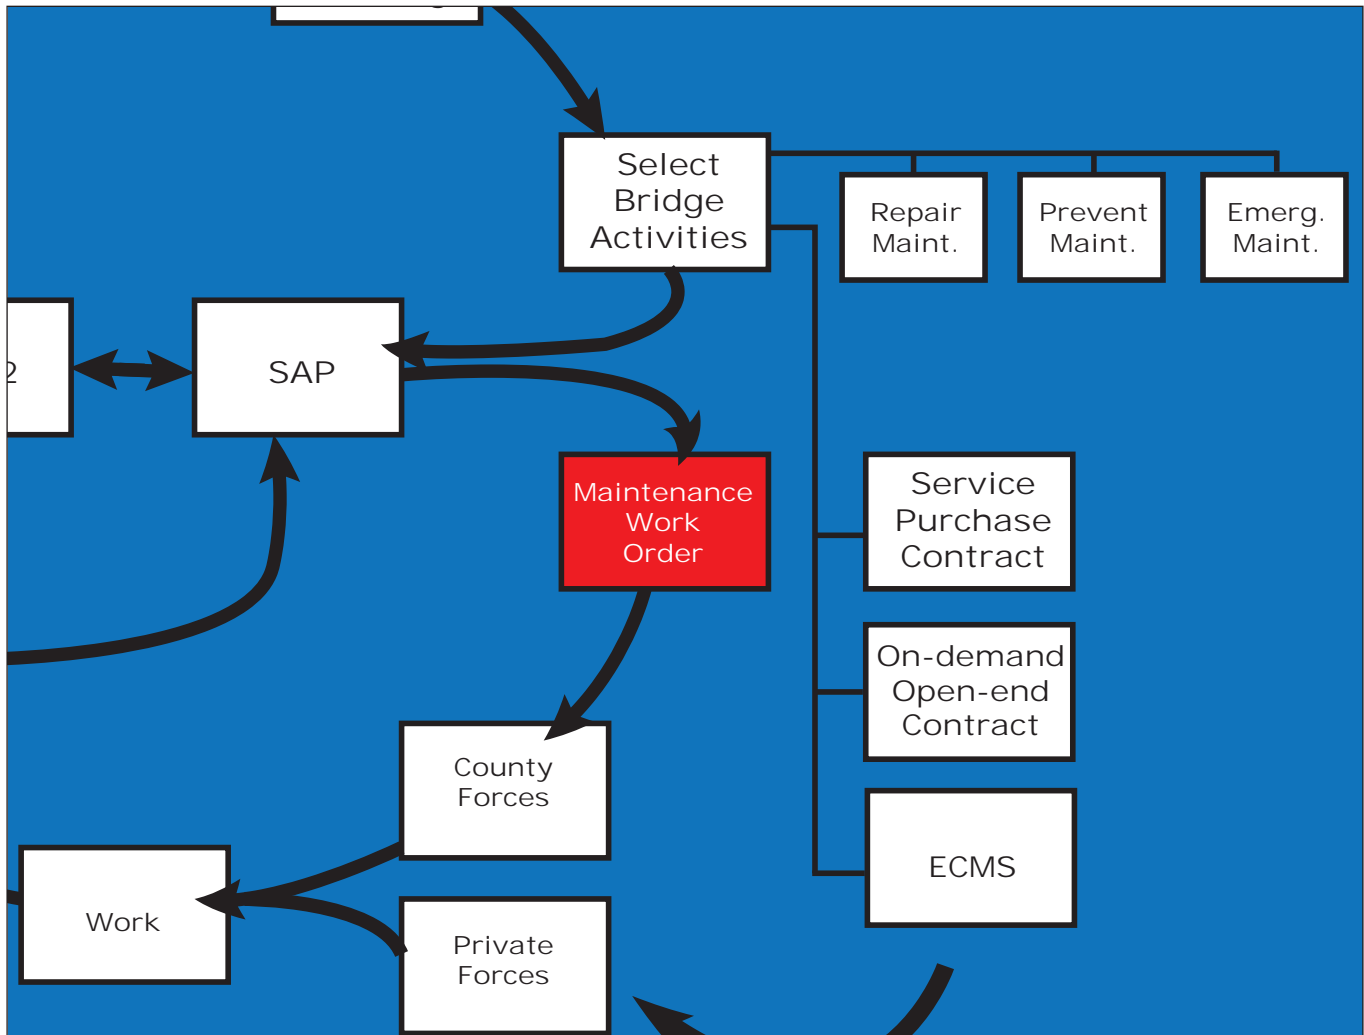 Select
Bridge
Activities
Repair
Maint.
Prevent
Maint.
Emerg.
Maint.
2
SAP
Maintenance
Work
Order
Service
Purchase
Contract
On-demand
Open-end
Contract
County
Forces
ECMS
Work
Private
Forces